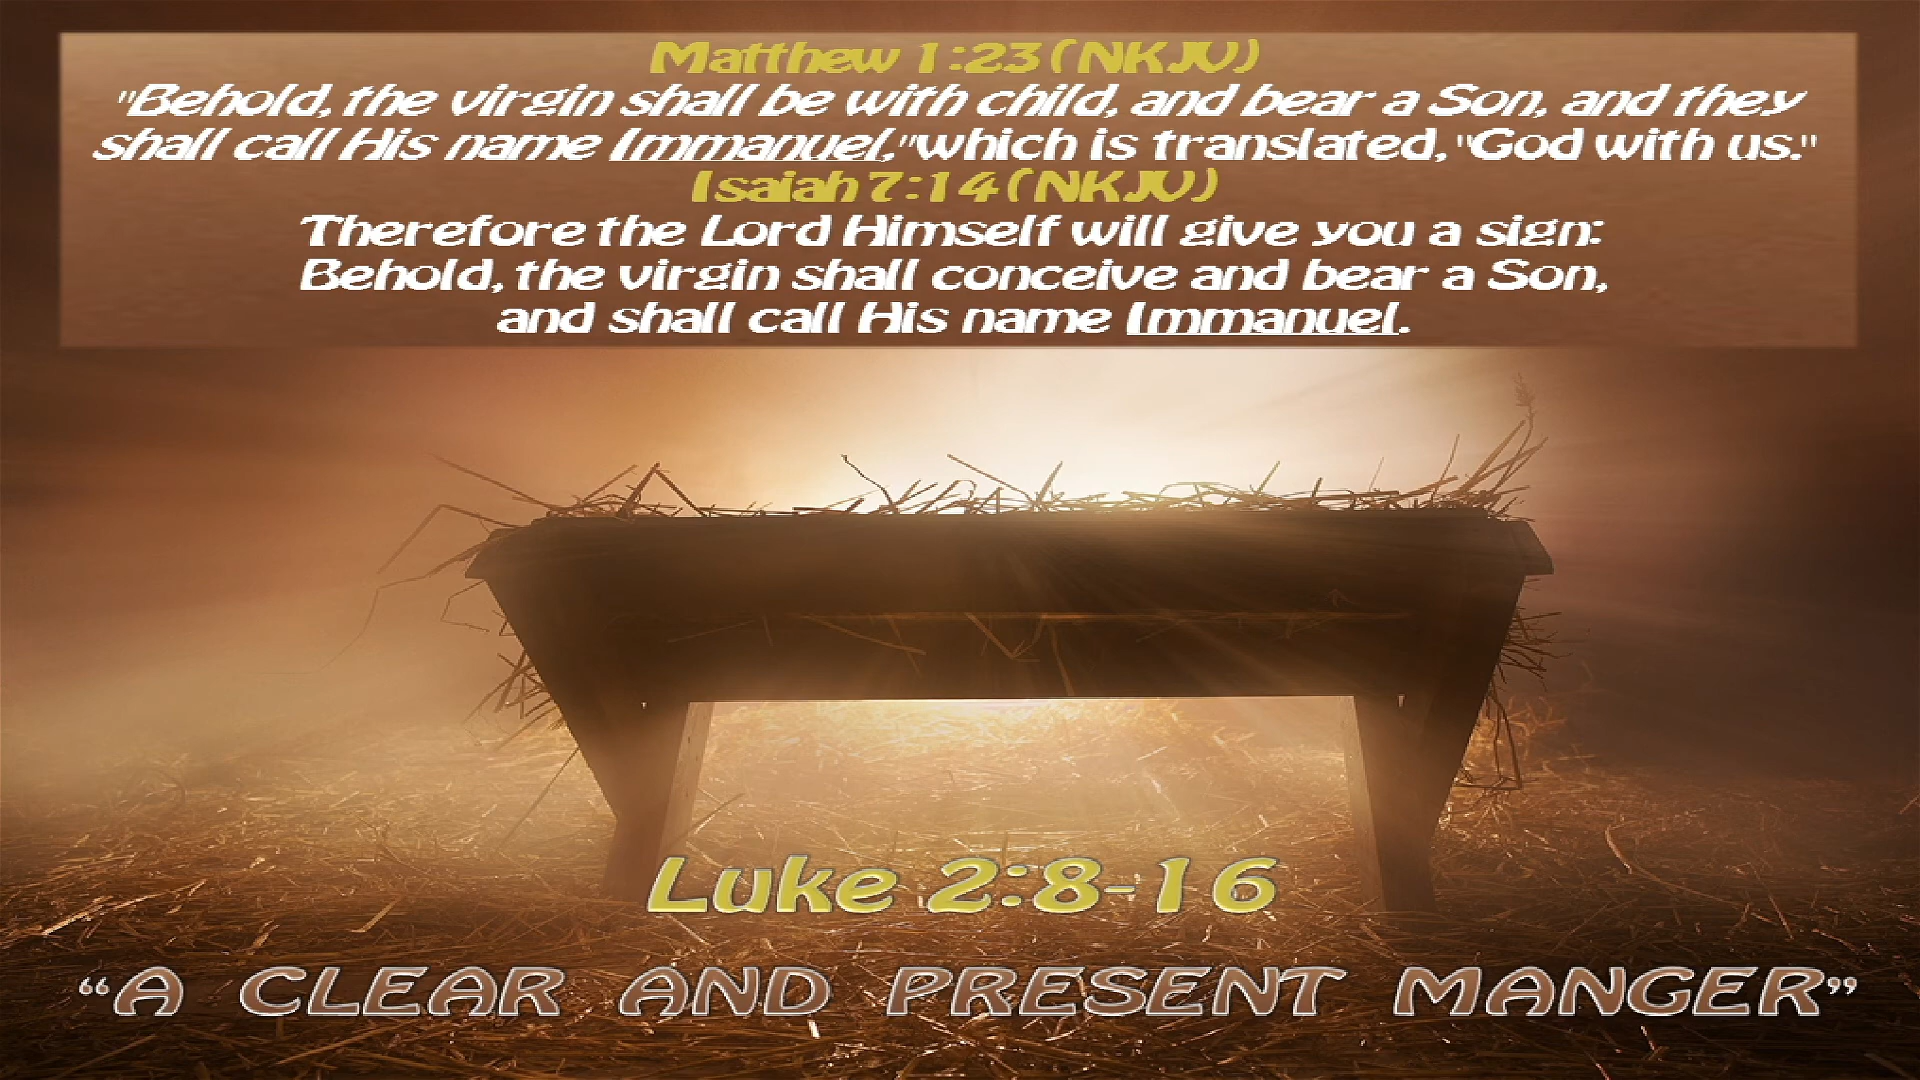 Matthew 1:23 (NKJV)
"Behold, the virgin shall be with child, and bear a Son, and they
shall call His name Immanuel," which is translated, "God with us."
Isaiah 7:14 (NKJV)
Therefore the Lord Himself will give you a sign:
Behold, the virgin shall conceive and bear a Son,
and shall call His name Immanuel.
Luke 2:8-16
“A CLEAR AND PRESENT MANGER”